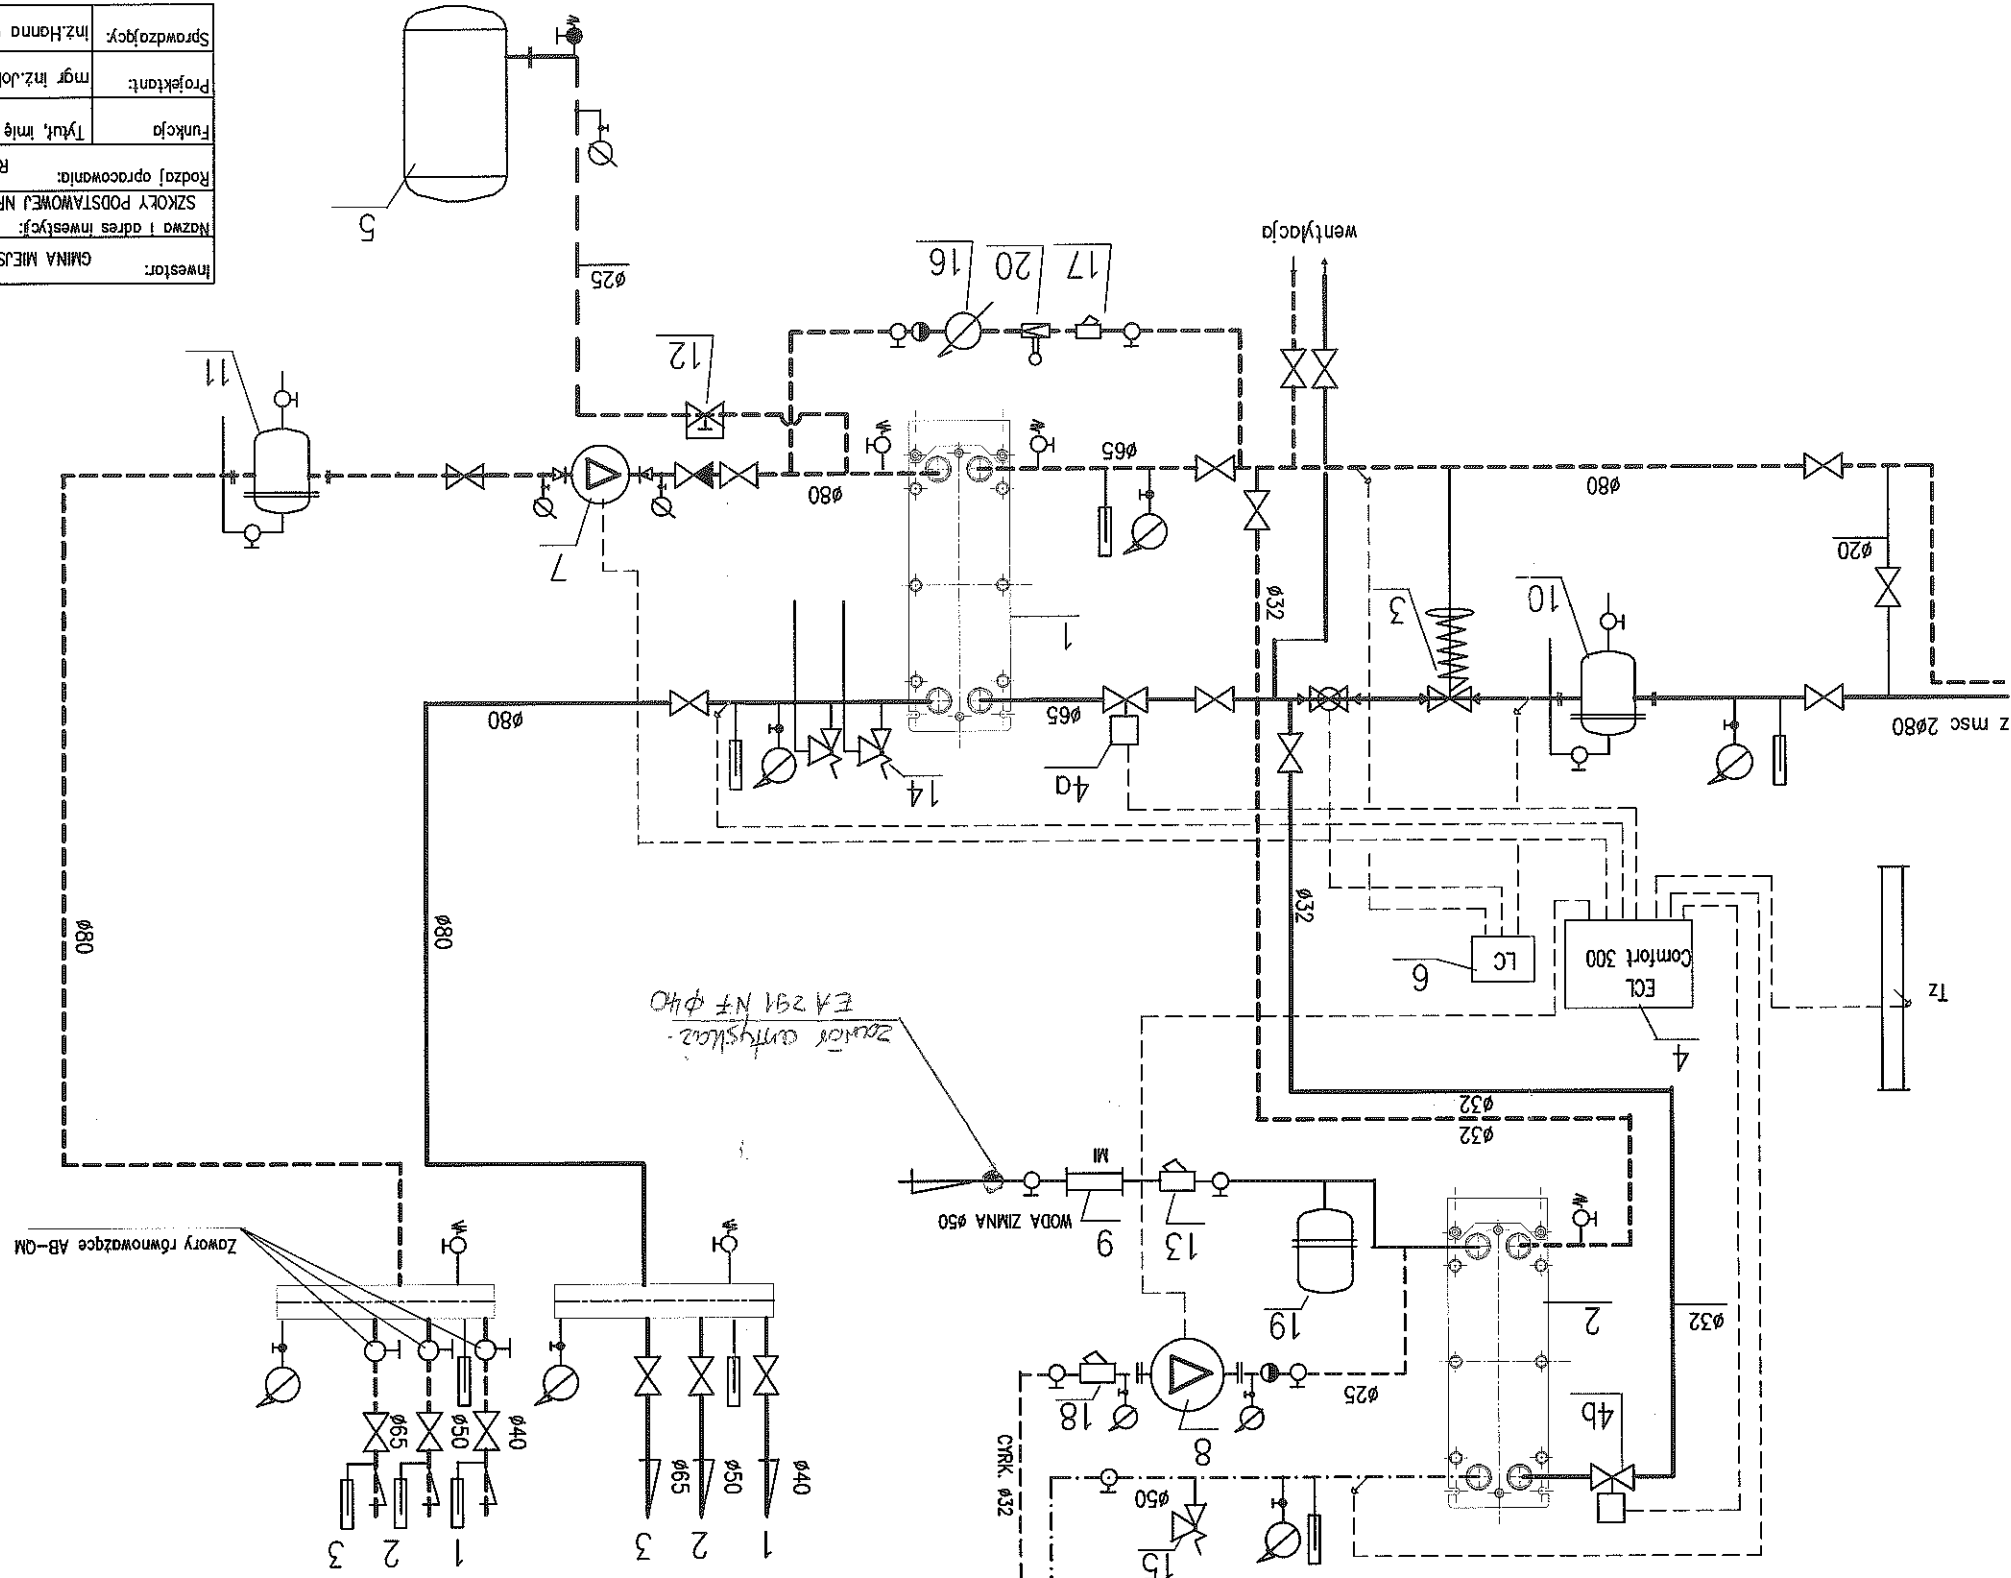 15
1
2
3
1
2
3
ø50
ø40
ø50
ø65
ø40
ø50
ø65
CYRK. ø32
4b
8
18
ø25
2
ø32
19
13
9
MI
WODA ZIMNA ø50
Zawory równoważące AB-QM
ø32
ø32
4
Tz
ECL
Comfort 300
LC
6
zawór antyskaż.
EA 291 NF ø40
ø32
ø80
ø80
14
4a
z msc 2ø80
ø65
ø80
10
3
ø32
1
7
ø20
ø80
ø65
ø80
12
11
17
20
16
ø25
wentylacja
5
Inwestor: GMINA MIEJS
Nazwa i adres inwestycji:
SZKOŁY PODSTAWOWEJ NR
Rodzaj opracowania:
Funkcja Tytuł, imię
Projektant: mgr inż.
Sprawdzający: inż.Hanna